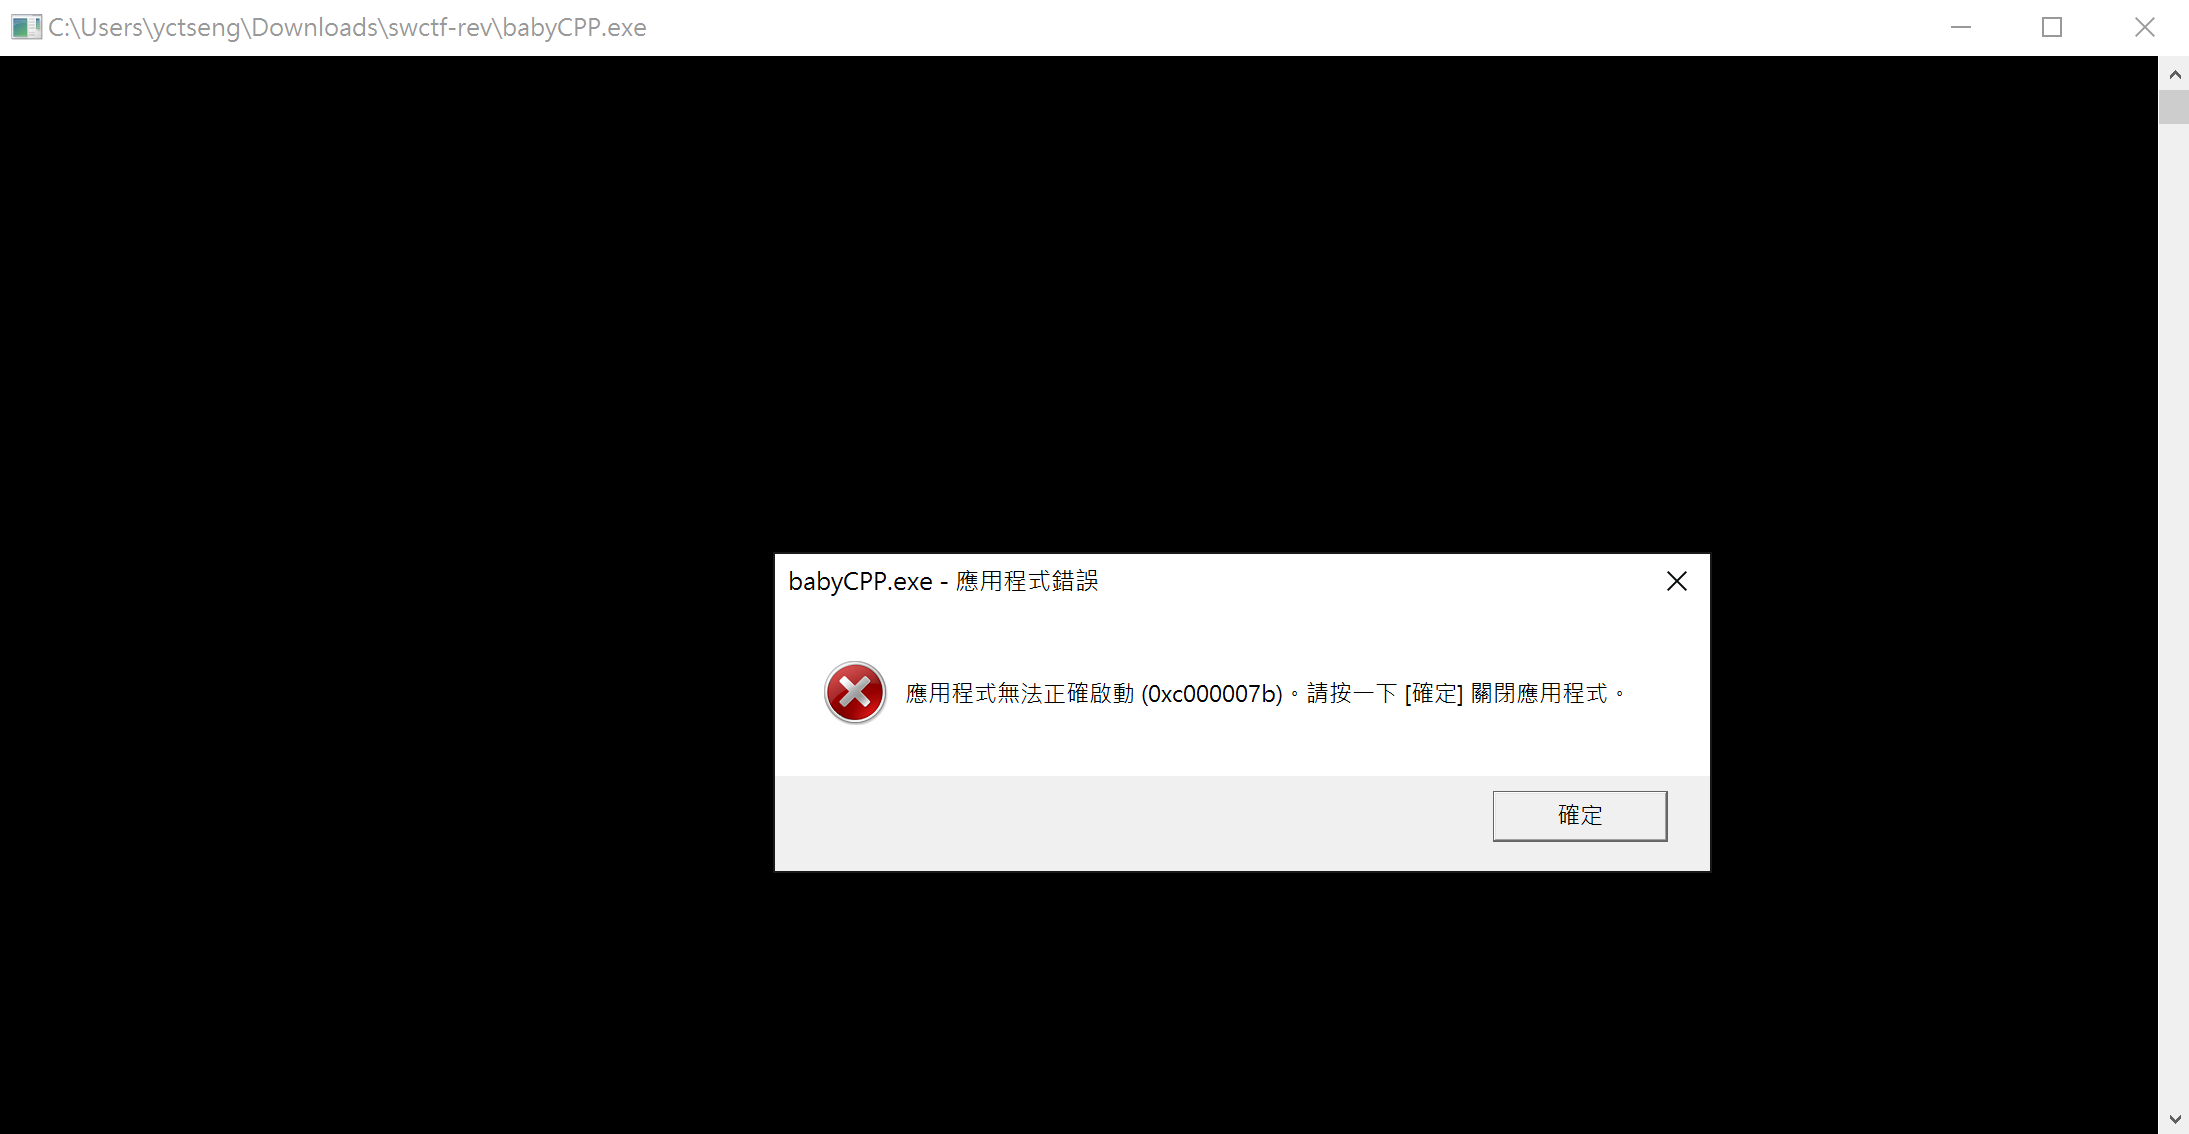 C:\Users\yctseng\Downloads\swctf-rev\babyCPP.exe
babyCPP.exe - 應用程式錯誤
應用程式無法正確啟動 (0xc000007b)。請按一下 [確定] 關閉應用程式。
確定